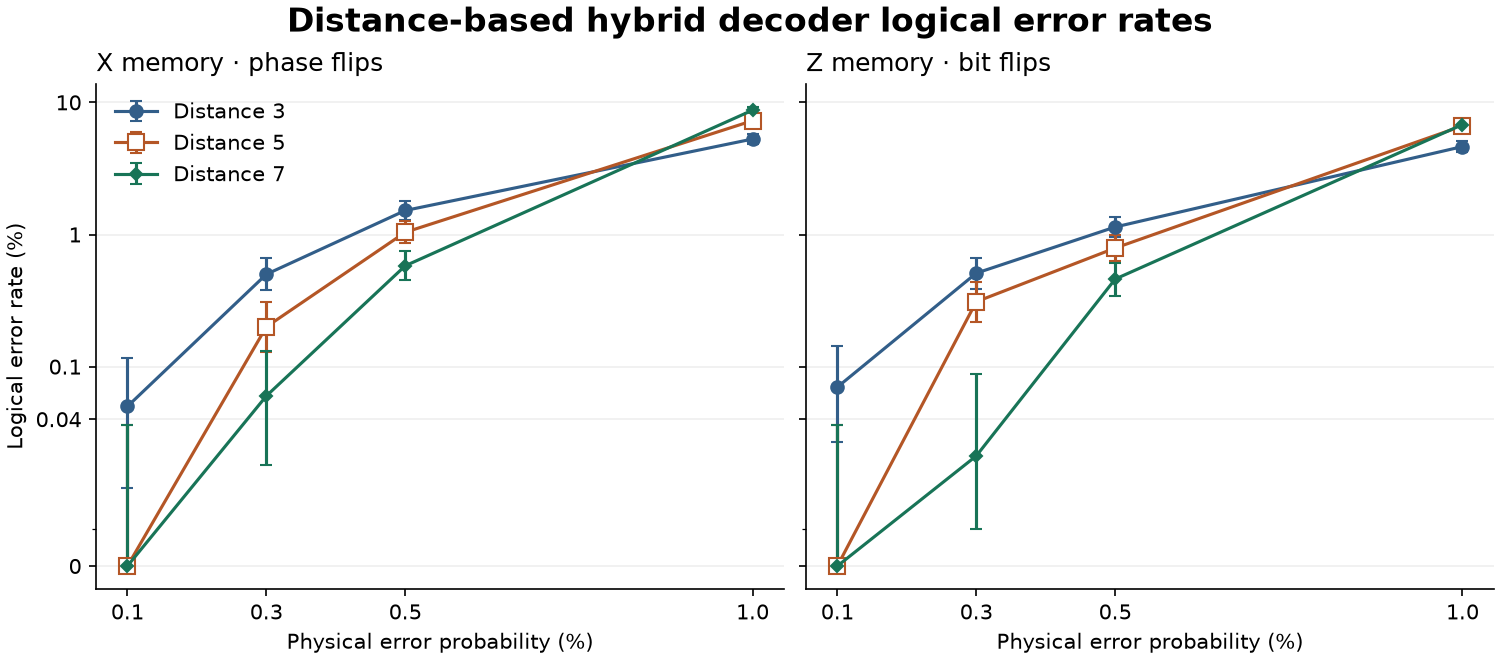 Distance-based hybrid decoder logical error rates
X memory · phase flips
Z memory · bit flips
Distance 3
Distance 5
Distance 7
Logical error rate (%)
10
1
0.1
0.04
0
0.1 0.3 0.5 1.0
0.1 0.3 0.5 1.0
Physical error probability (%)
Physical error probability (%)